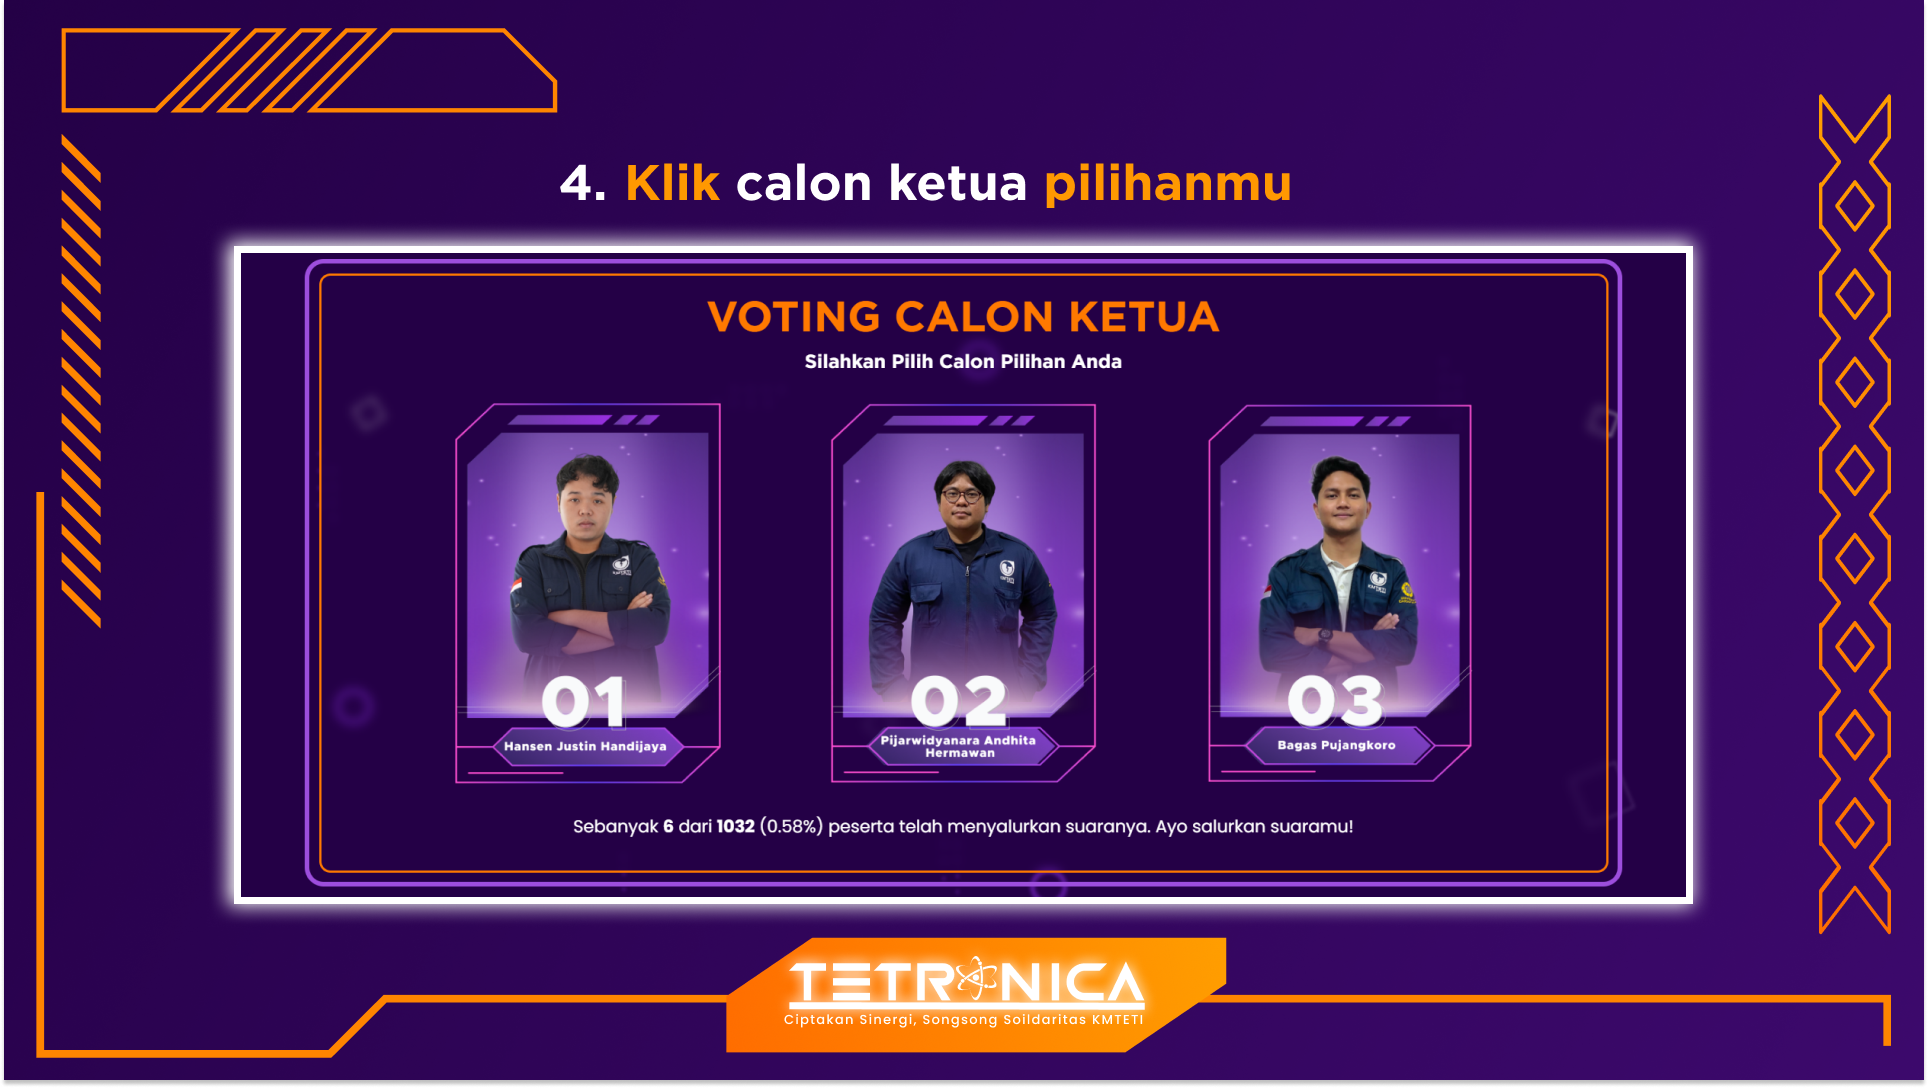 4. Klik calon ketua pilihanmu
VOTING CALON KETUA
Silahkan Pilih Calon Pilihan Anda
01
Hansen Justin Handijaya
02
Pijarwidyanara Andhita
Hermawan
03
Bagas Pujangkoro
Sebanyak 6 dari 1032 (0.58%) peserta telah menyalurkan suaranya. Ayo salurkan suaramu!
TETRONICA
Ciptakan Sinergi, Songsong Soildaritas KMTETI